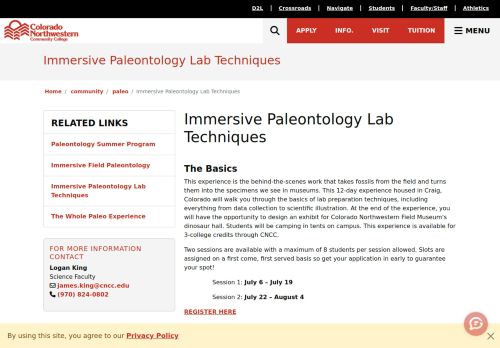 D2L | Crossroads | Navigate | Students | Faculty/Staff | Athletics
Colorado
Northwestern
Community College
APPLY INFO. VISIT TUITION MENU
Immersive Paleontology Lab Techniques
Home / community / paleo / Immersive Paleontology Lab Techniques
RELATED LINKS
Paleontology Summer Program
Immersive Field Paleontology
Immersive Paleontology Lab
Techniques
The Whole Paleo Experience
FOR MORE INFORMATION
CONTACT
Logan King
Science Faculty
james.king@cncc.edu
(970) 824-0802
Immersive Paleontology Lab
Techniques
The Basics
This experience is the behind-the-scenes work that takes fossils from the field and turns
them into the specimens we see in museums. This 12-day experience housed in Craig,
Colorado will walk you through the basics of lab preparation techniques, including
everything from data collection to scientific illustration. At the end of the experience, you
will have the opportunity to design an exhibit for Colorado Northwestern Field Museum's
dinosaur hall. Students will be camping in tents on campus. This experience is available for
3-college credits through CNCC.
Two sessions are available with a maximum of 8 students per session allowed. Slots are
assigned on a first come, first served basis so get your application in early to guarantee
your spot!
Session 1: July 6 – July 19
Session 2: July 22 – August 4
REGISTER HERE
By using this site, you agree to our Privacy Policy